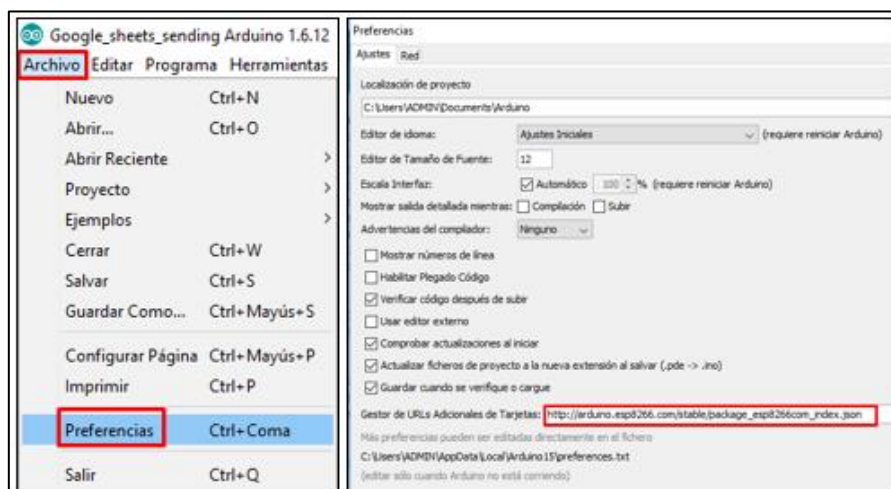 Google_sheets_sending Arduino 1.6.12
Archivo Editar Programa Herramientas
Nuevo Ctrl+N
Abrir... Ctrl+O
Abrir Reciente >
Proyecto >
Ejemplos >
Cerrar Ctrl+W
Salvar Ctrl+S
Guardar Como... Ctrl+Mayús+S
Configurar Página Ctrl+Mayús+P
Imprimir Ctrl+P
Preferencias Ctrl+Coma
Salir Ctrl+Q
Preferencias
Ajustes Red
Localización de proyecto
C:\Users\ADMIN\Documents\Arduino
Editor de idioma: Ajustes Iniciales (requiere reiniciar Arduino)
Editor de Tamaño de Fuente: 12
Escala Interfaz: Automático 100 % (requiere reiniciar Arduino)
Mostrar salida detallada mientras: Compilación Subir
Advertencias del compilador: Ninguno
Mostrar números de línea
Habilitar Plegado Código
Verificar código después de subir
Usar editor externo
Comprobar actualizaciones al iniciar
Actualizar ficheros de proyecto a la nueva extensión al salvar (.pde -> .ino)
Guardar cuando se verifique o cargue
Gestor de URLs Adicionales de Tarjetas: http://arduino.esp8266.com/stable/package_esp8266com_index.json
Más preferencias pueden ser editadas directamente en el fichero
C:\Users\ADMIN\AppData\Local\Arduino15\preferences.txt
(editar sólo cuando Arduino no está corriendo)